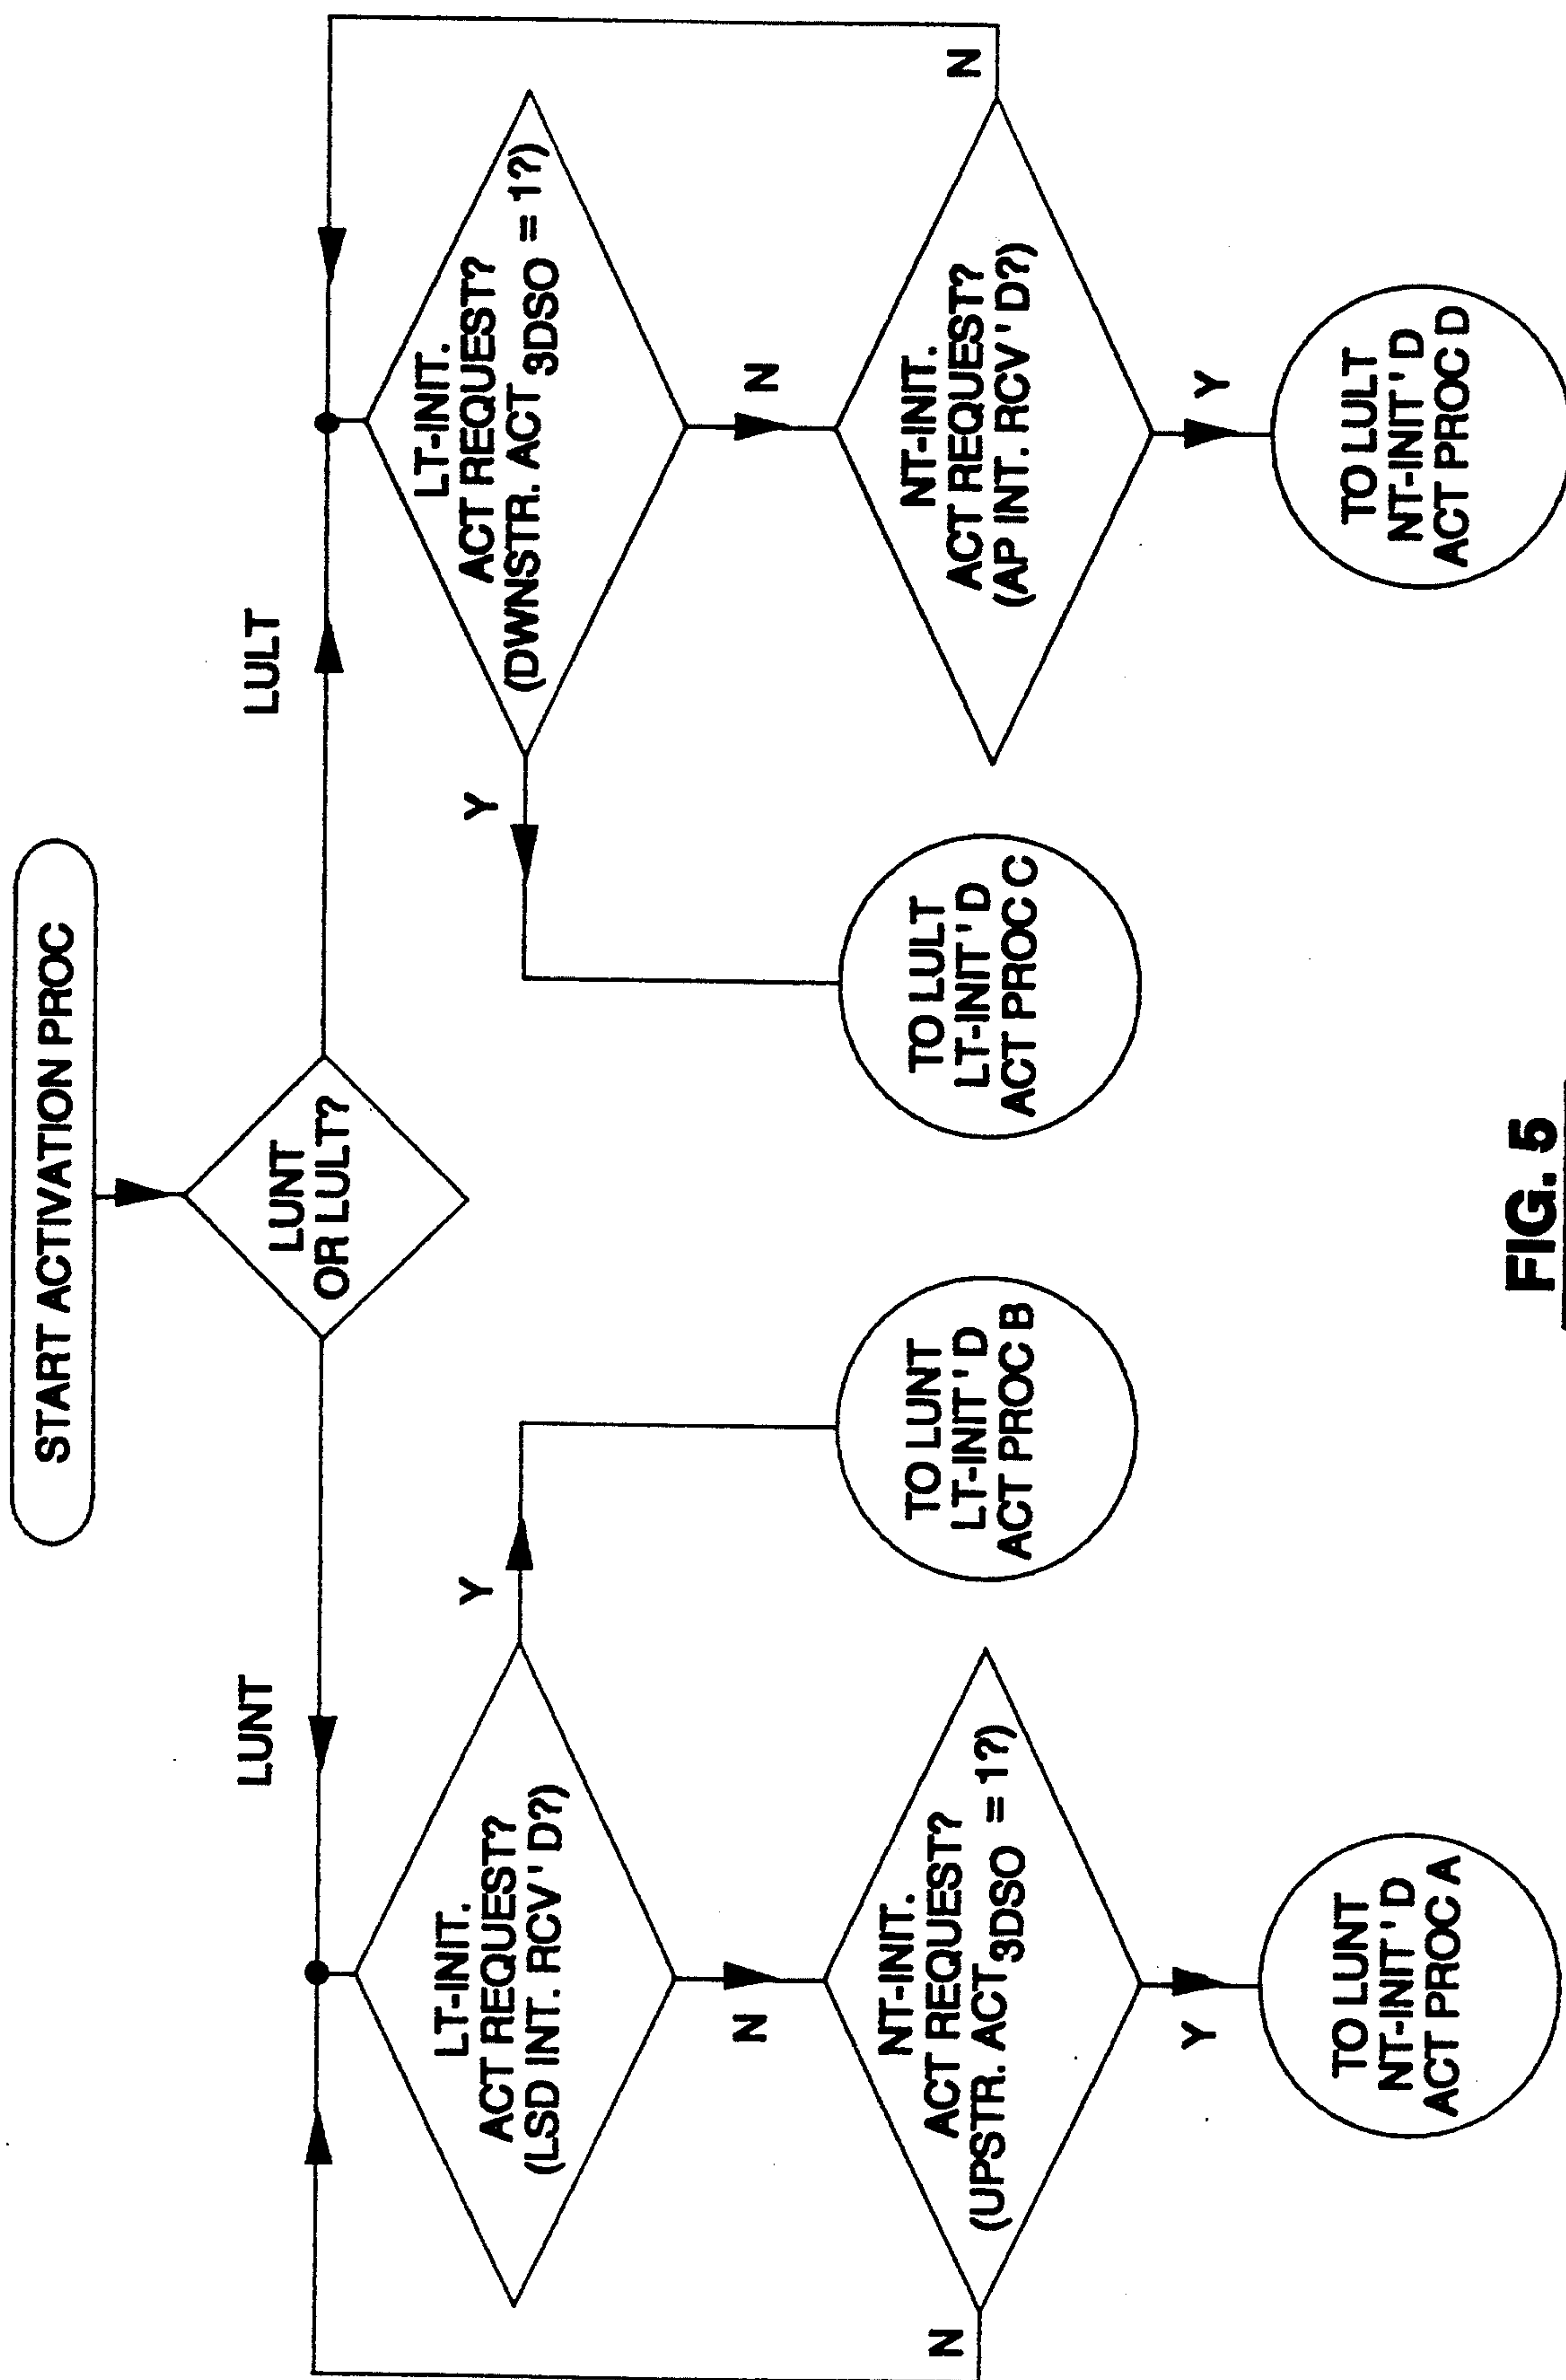 START ACTIVATION PROC
LUNT
OR LULT?
LUNT
LULT
LT-INIT.
ACT REQUEST?
(LSD INT. RCV'D?)
Y
N
TO LUNT
LT-INIT'D
ACT PROC B
NT-INIT.
ACT REQUEST?
(UPSTR. ACT3DSO = 1?)
N
Y
TO LUNT
NT-INIT'D
ACT PROC A
LT-INIT.
ACT REQUEST?
(DWNSTR. ACT3DSO = 1?)
Y
N
TO LULT
LT-INIT'D
ACT PROC C
NT-INIT.
ACT REQUEST?
(AP INT. RCV'D?)
N
Y
TO LULT
NT-INIT'D
ACT PROC D
FIG. 5